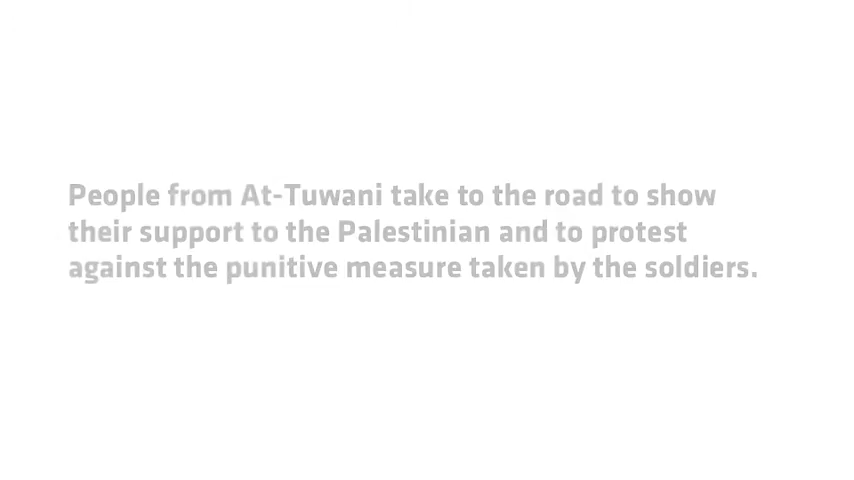 People from At-Tuwani take to the road to show
their support to the Palestinian and to protest
against the punitive measure taken by the soldiers.